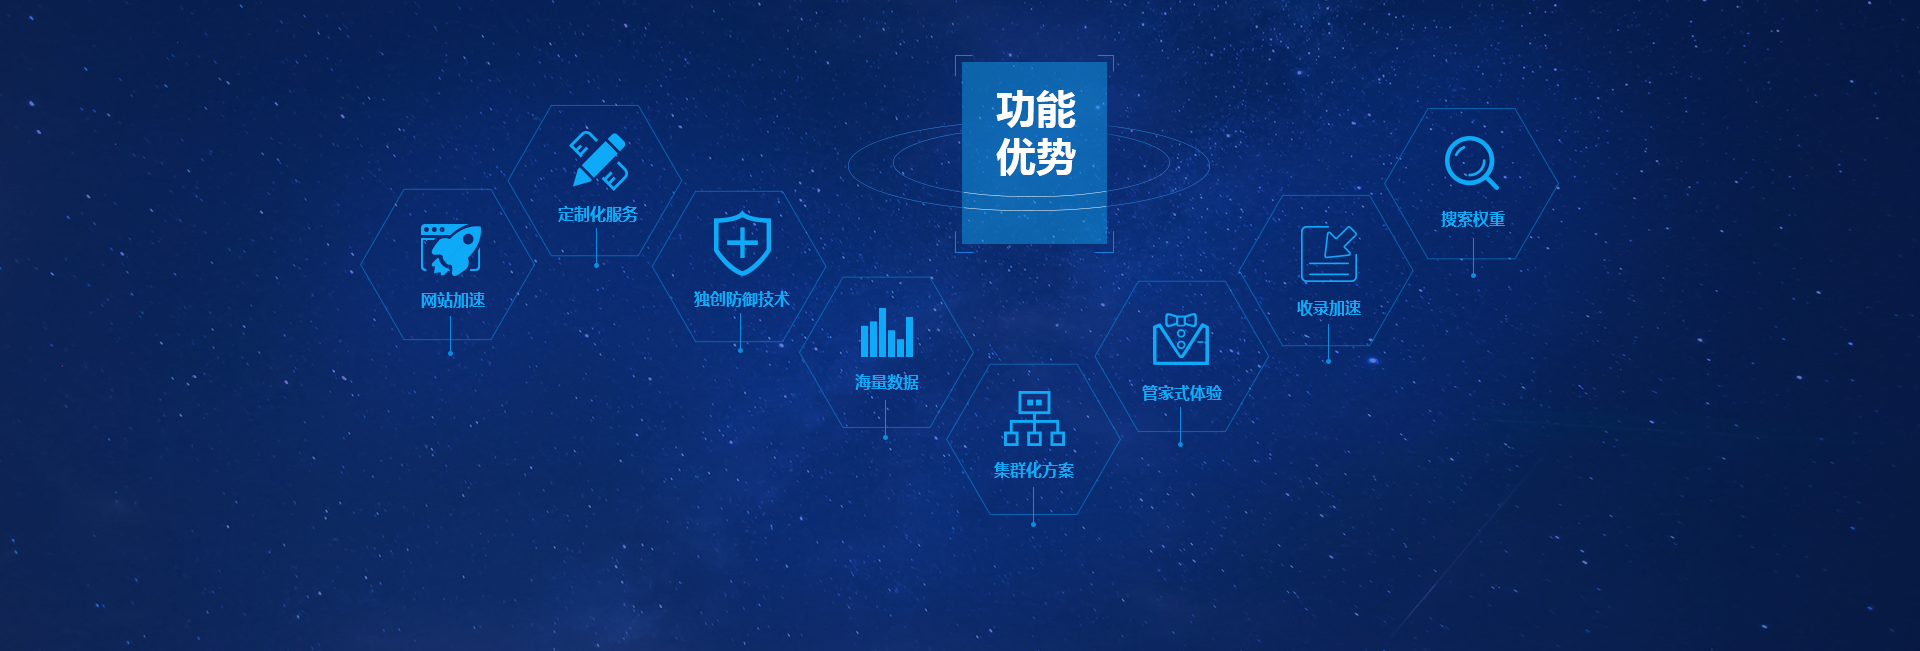 功能
优势
网站加速
定制化服务
独创防御技术
海量数据
集群化方案
管家式体验
收录加速
搜索权重